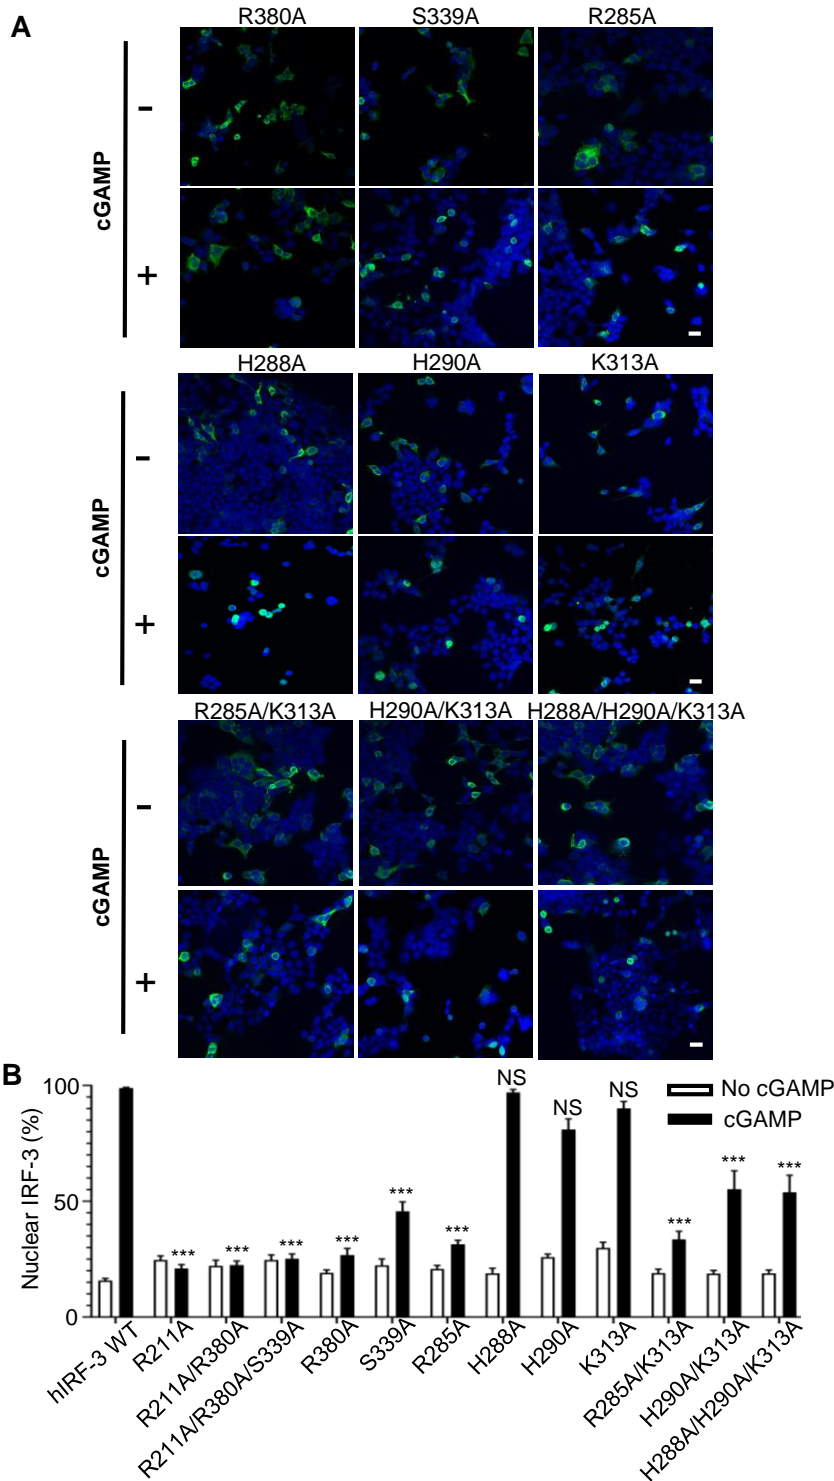 A
R380A S339A R285A
cGAMP
-
+
H288A H290A K313A
cGAMP
-
+
R285A/K313A H290A/K313A H288A/H290A/K313A
cGAMP
-
+
B
Nuclear IRF-3 (%)
100
50
0
No cGAMP
cGAMP
*** *** *** *** *** *** NS NS NS *** *** ***
hIRF-3 WT
R211A
R211A/R380A
R211A/R380A/S339A
R380A
S339A
R285A
H288A
H290A
K313A
R285A/K313A
H290A/K313A
H288A/H290A/K313A